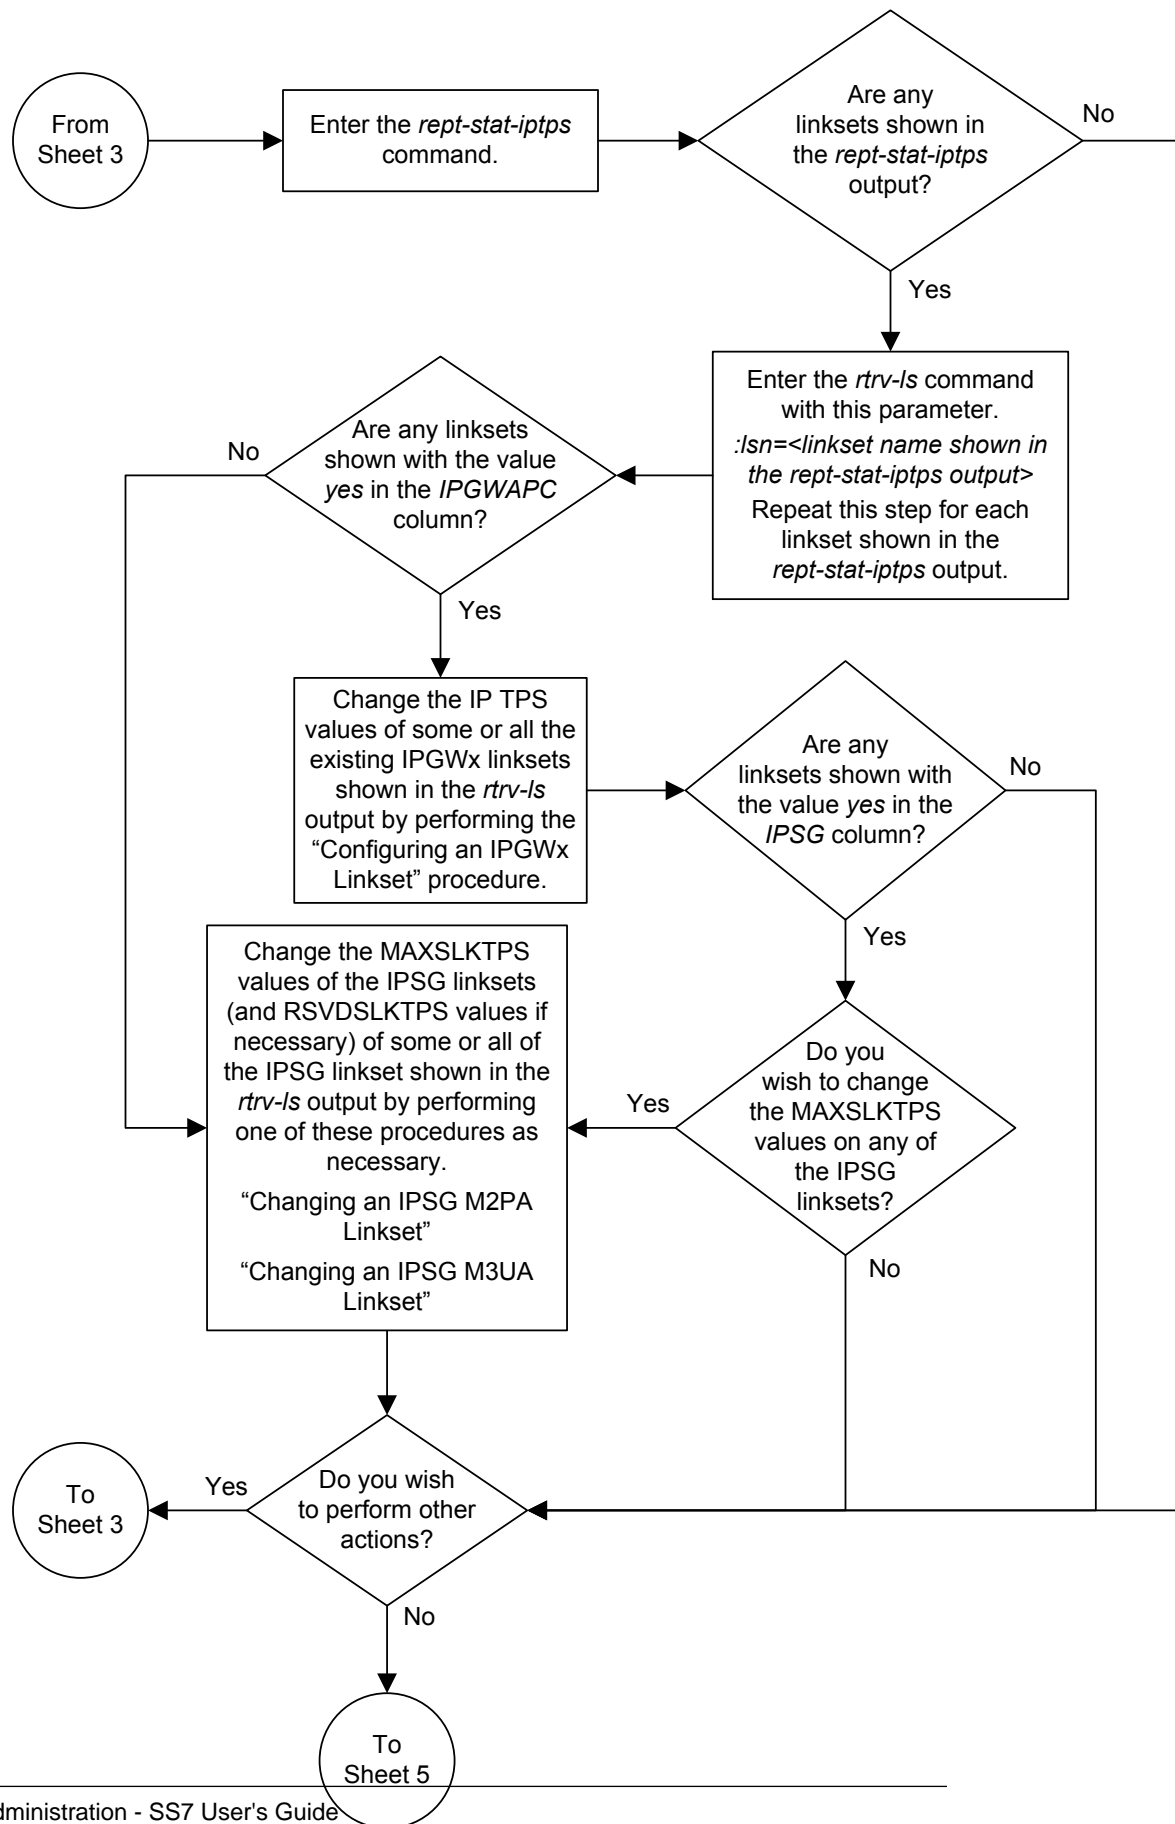 From
Sheet 3
Enter the rept-stat-iptps
command.
Are any
linksets shown in
the rept-stat-iptps
output?
No
Yes
Enter the rtrv-ls command
with this parameter.
:lsn=<linkset name shown in
the rept-stat-iptps output>
Repeat this step for each
linkset shown in the
rept-stat-iptps output.
Are any linksets
shown with the value
yes in the IPGWAPC
column?
No
Yes
Change the IP TPS
values of some or all the
existing IPGWx linksets
shown in the rtrv-ls
output by performing the
“Configuring an IPGWx
Linkset” procedure.
Are any
linksets shown with
the value yes in the
IPSG column?
No
Yes
Do you
wish to change
the MAXSLKTPS
values on any of
the IPSG
linksets?
Yes
No
Change the MAXSLKTPS
values of the IPSG linksets
(and RSVDSLKTPS values if
necessary) of some or all of
the IPSG linkset shown in the
rtrv-ls output by performing
one of these procedures as
necessary.
“Changing an IPSG M2PA
Linkset”
“Changing an IPSG M3UA
Linkset”
Do you wish
to perform other
actions?
Yes
To
Sheet 3
No
To
Sheet 5
dministration - SS7 User's Guide